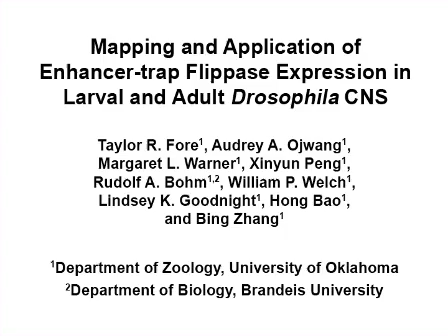 Mapping and Application of
Enhancer-trap Flippase Expression in
Larval and Adult Drosophila CNS
Taylor R. Fore¹, Audrey A. Ojwang¹,
Margaret L. Warner¹, Xinyun Peng¹,
Rudolf A. Bohm¹,², William P. Welch¹,
Lindsey K. Goodnight¹, Hong Bao¹,
and Bing Zhang¹
¹Department of Zoology, University of Oklahoma
²Department of Biology, Brandeis University